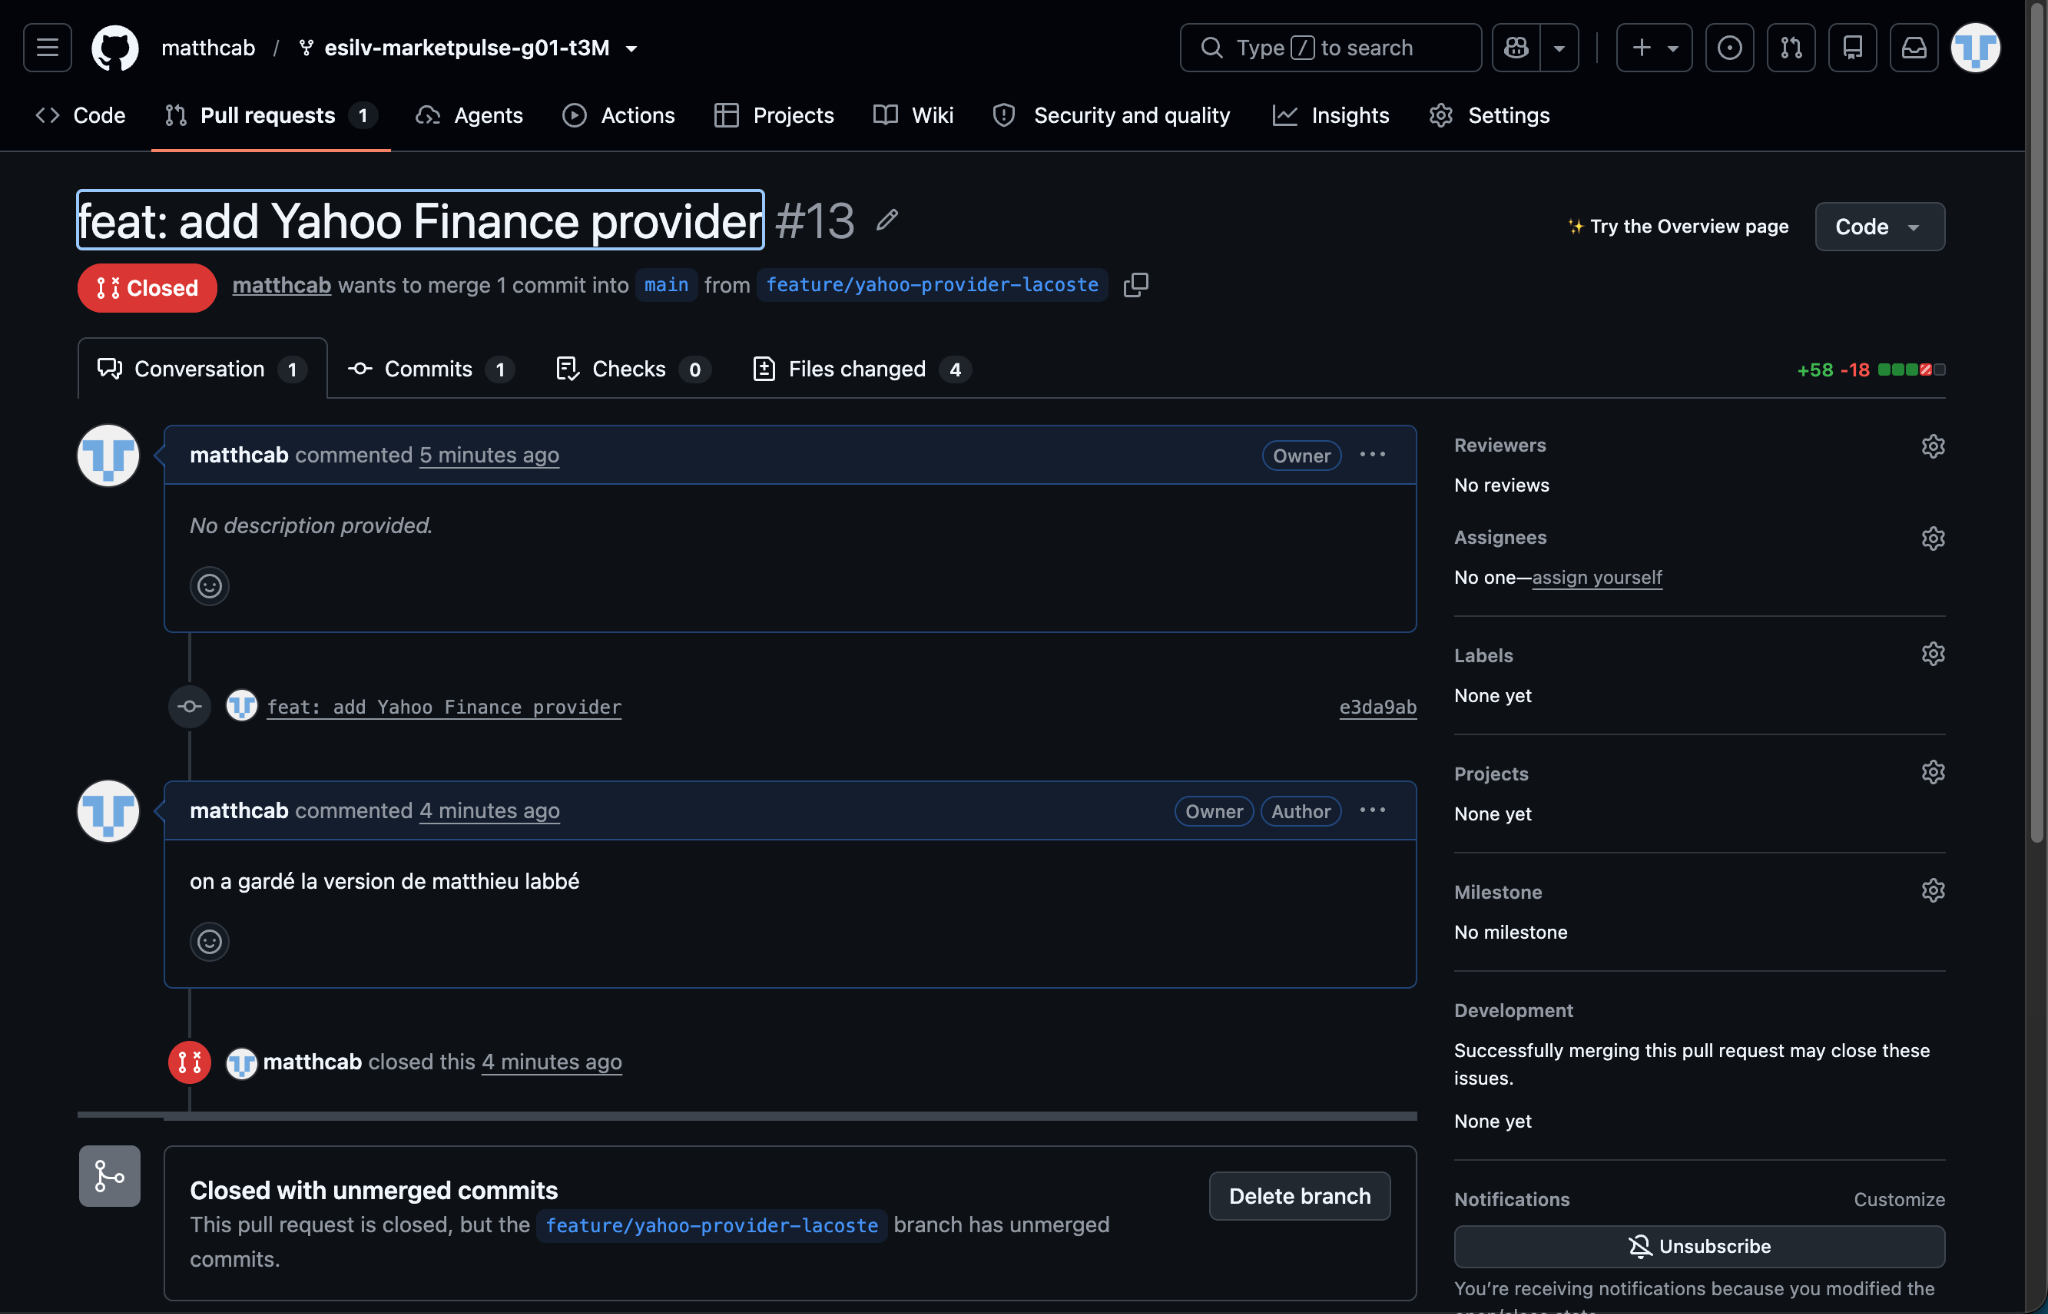 matthcab / esilv-marketpulse-g01-t3M
Type / to search
Code Pull requests 1 Agents Actions Projects Wiki Security and quality Insights Settings
feat: add Yahoo Finance provider #13
Try the Overview page Code
Closed matthcab wants to merge 1 commit into main from feature/yahoo-provider-lacoste
Conversation 1 Commits 1 Checks 0 Files changed 4
+58 -18
matthcab commented 5 minutes ago Owner
No description provided.
feat: add Yahoo Finance provider e3da9ab
matthcab commented 4 minutes ago Owner Author
on a gardé la version de matthieu labbé
matthcab closed this 4 minutes ago
Closed with unmerged commits
This pull request is closed, but the feature/yahoo-provider-lacoste branch has unmerged
commits.
Delete branch
Reviewers
No reviews
Assignees
No one—assign yourself
Labels
None yet
Projects
None yet
Milestone
No milestone
Development
Successfully merging this pull request may close these
issues.
None yet
Notifications Customize
Unsubscribe
You're receiving notifications because you modified the